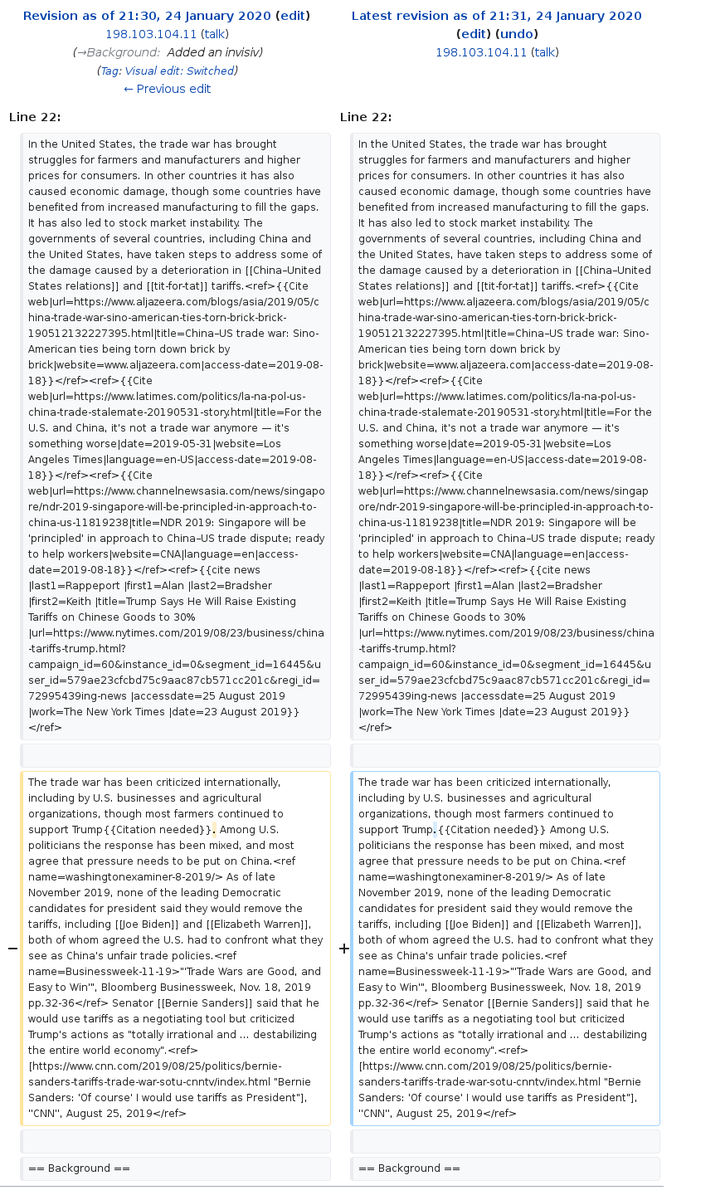 Revision as of 21:30, 24 January 2020 (edit)
198.103.104.11 (talk)
(→Background: Added an invisiv)
(Tag: Visual edit: Switched)
← Previous edit
Latest revision as of 21:31, 24 January 2020
(edit) (undo)
198.103.104.11 (talk)
Line 22:
In the United States, the trade war has brought
struggles for farmers and manufacturers and higher
prices for consumers. In other countries it has also
caused economic damage, though some countries have
benefited from increased manufacturing to fill the gaps.
It has also led to stock market instability. The
governments of several countries, including China and
the United States, have taken steps to address some of
the damage caused by a deterioration in [[China–United
States relations]] and [[tit-for-tat]] tariffs.<ref>{{Cite
web|url=https://www.aljazeera.com/blogs/asia/2019/05/c
hina-trade-war-sino-american-ties-torn-brick-brick-
190512132227395.html|title=China–US trade war: Sino-
American ties being torn down brick by
brick|website=www.aljazeera.com|access-date=2019-08-
18}}</ref><ref>{{Cite
web|url=https://www.latimes.com/politics/la-na-pol-us-
china-trade-stalemate-20190531-story.html|title=For the
U.S. and China, it's not a trade war anymore — it's
something worse|date=2019-05-31|website=Los
Angeles Times|language=en-US|access-date=2019-08-
18}}</ref><ref>{{Cite
web|url=https://www.channelnewsasia.com/news/singapo
re/ndr-2019-singapore-will-be-principled-in-approach-to-
china-us-11819238|title=NDR 2019: Singapore will be
'principled' in approach to China–US trade dispute; ready
to help workers|website=CNA|language=en|access-
date=2019-08-18}}</ref><ref>{{cite news
|last1=Rappeport |first1=Alan |last2=Bradsher
|first2=Keith |title=Trump Says He Will Raise Existing
Tariffs on Chinese Goods to 30%
|url=https://www.nytimes.com/2019/08/23/business/china
-tariffs-trump.html?
campaign_id=60&instance_id=0&segment_id=16445&u
ser_id=579ae23cfcbd75c9aac87cb571cc201c&regi_id=
72995439ing-news |accessdate=25 August 2019
|work=The New York Times |date=23 August 2019}}
</ref>
−
The trade war has been criticized internationally,
including by U.S. businesses and agricultural
organizations, though most farmers continued to
support Trump{{Citation needed}}. Among U.S.
politicians the response has been mixed, and most
agree that pressure needs to be put on China.<ref
name=washingtonexaminer-8-2019/> As of late
November 2019, none of the leading Democratic
candidates for president said they would remove the
tariffs, including [[Joe Biden]] and [[Elizabeth Warren]],
both of whom agreed the U.S. had to confront what they
see as China's unfair trade policies.<ref
name=Businessweek-11-19>"'Trade Wars are Good, and
Easy to Win'", Bloomberg Businessweek, Nov. 18, 2019
pp.32-36</ref> Senator [[Bernie Sanders]] said that he
would use tariffs as a negotiating tool but criticized
Trump's actions as "totally irrational and ... destabilizing
the entire world economy".<ref>
[https://www.cnn.com/2019/08/25/politics/bernie-
sanders-tariffs-trade-war-sotu-cnntv/index.html "Bernie
Sanders: 'Of course' I would use tariffs as President"],
''CNN'', August 25, 2019</ref>
== Background ==
Line 22:
In the United States, the trade war has brought
struggles for farmers and manufacturers and higher
prices for consumers. In other countries it has also
caused economic damage, though some countries have
benefited from increased manufacturing to fill the gaps.
It has also led to stock market instability. The
governments of several countries, including China and
the United States, have taken steps to address some of
the damage caused by a deterioration in [[China–United
States relations]] and [[tit-for-tat]] tariffs.<ref>{{Cite
web|url=https://www.aljazeera.com/blogs/asia/2019/05/c
hina-trade-war-sino-american-ties-torn-brick-brick-
190512132227395.html|title=China–US trade war: Sino-
American ties being torn down brick by
brick|website=www.aljazeera.com|access-date=2019-08-
18}}</ref><ref>{{Cite
web|url=https://www.latimes.com/politics/la-na-pol-us-
china-trade-stalemate-20190531-story.html|title=For the
U.S. and China, it's not a trade war anymore — it's
something worse|date=2019-05-31|website=Los
Angeles Times|language=en-US|access-date=2019-08-
18}}</ref><ref>{{Cite
web|url=https://www.channelnewsasia.com/news/singap
ore/ndr-2019-singapore-will-be-principled-in-approach-to-
china-us-11819238|title=NDR 2019: Singapore will be
'principled' in approach to China–US trade dispute; ready
to help workers|website=CNA|language=en|access-
date=2019-08-18}}</ref><ref>{{cite news
|last1=Rappeport |first1=Alan |last2=Bradsher
|first2=Keith |title=Trump Says He Will Raise Existing
Tariffs on Chinese Goods to 30%
|url=https://www.nytimes.com/2019/08/23/business/china
-tariffs-trump.html?
campaign_id=60&instance_id=0&segment_id=16445&u
ser_id=579ae23cfcbd75c9aac87cb571cc201c&regi_id=
72995439ing-news |accessdate=25 August 2019
|work=The New York Times |date=23 August 2019}}
</ref>
+
The trade war has been criticized internationally,
including by U.S. businesses and agricultural
organizations, though most farmers continued to
support Trump.{{Citation needed}} Among U.S.
politicians the response has been mixed, and most
agree that pressure needs to be put on China.<ref
name=washingtonexaminer-8-2019/> As of late
November 2019, none of the leading Democratic
candidates for president said they would remove the
tariffs, including [[Joe Biden]] and [[Elizabeth Warren]],
both of whom agreed the U.S. had to confront what they
see as China's unfair trade policies.<ref
name=Businessweek-11-19>"'Trade Wars are Good, and
Easy to Win'", Bloomberg Businessweek, Nov. 18, 2019
pp.32-36</ref> Senator [[Bernie Sanders]] said that he
would use tariffs as a negotiating tool but criticized
Trump's actions as "totally irrational and ... destabilizing
the entire world economy".<ref>
[https://www.cnn.com/2019/08/25/politics/bernie-
sanders-tariffs-trade-war-sotu-cnntv/index.html "Bernie
Sanders: 'Of course' I would use tariffs as President"],
''CNN'', August 25, 2019</ref>
== Background ==